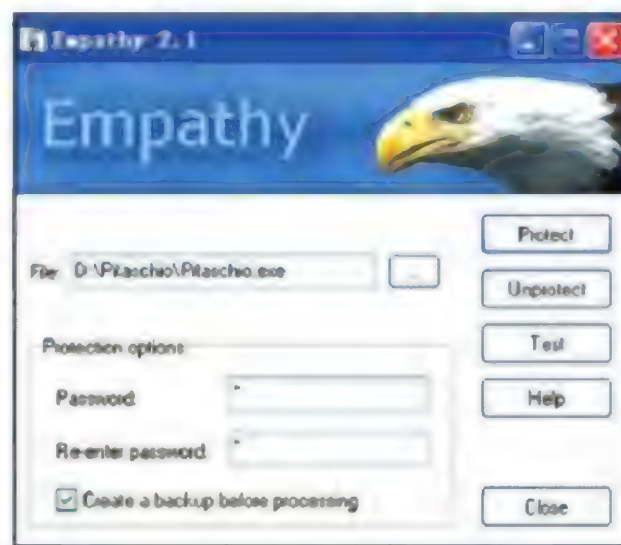 Empathy 2.1
Empathy
File: D:\Pitaschio\Pitaschio.exe
...
Protect
Unprotect
Test
Help
Close
Protection options
Password:
*
Re-enter password:
*
Create a backup before processing